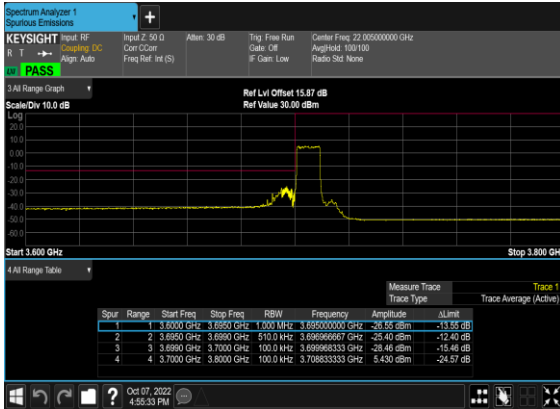 Spectrum Analyzer 1
Spurious Emissions
KEYSIGHT Input: RF Input Z: 50 Ω Atten: 30 dB Trig: Free Run Center Freq: 22.005000000 GHz
R T Coupling: DC Corr CCorr Gate: Off Avg|Hold: 100/100
Align: Auto Freq Ref: Int (S) IF Gain: Low Radio Std: None
PASS
3 All Range Graph
Ref Lvl Offset 15.87 dB
Scale/Div 10.0 dB Ref Value 30.00 dBm
Log
20.0
10.0
0.00
-10.0
-20.0
-30.0
-40.0
-50.0
-60.0
Start 3.600 GHz Stop 3.800 GH
4 All Range Table
Measure Trace Trace 1
Trace Type Trace Average (Active)
Spur Range Start Freq Stop Freq RBW Frequency Amplitude ΔLimit
1 1 3.6000 GHz 3.6950 GHz 1.000 MHz 3.695000000 GHz -26.55 dBm -13.55 dB
2 2 3.6950 GHz 3.6990 GHz 510.0 kHz 3.696966667 GHz -25.40 dBm -12.40 dB
3 3 3.6990 GHz 3.7000 GHz 100.0 kHz 3.699968333 GHz -28.46 dBm -15.46 dB
4 4 3.7000 GHz 3.8000 GHz 100.0 kHz 3.708833333 GHz 5.430 dBm -24.57 dB
Oct 07, 2022
4:55:33 PM